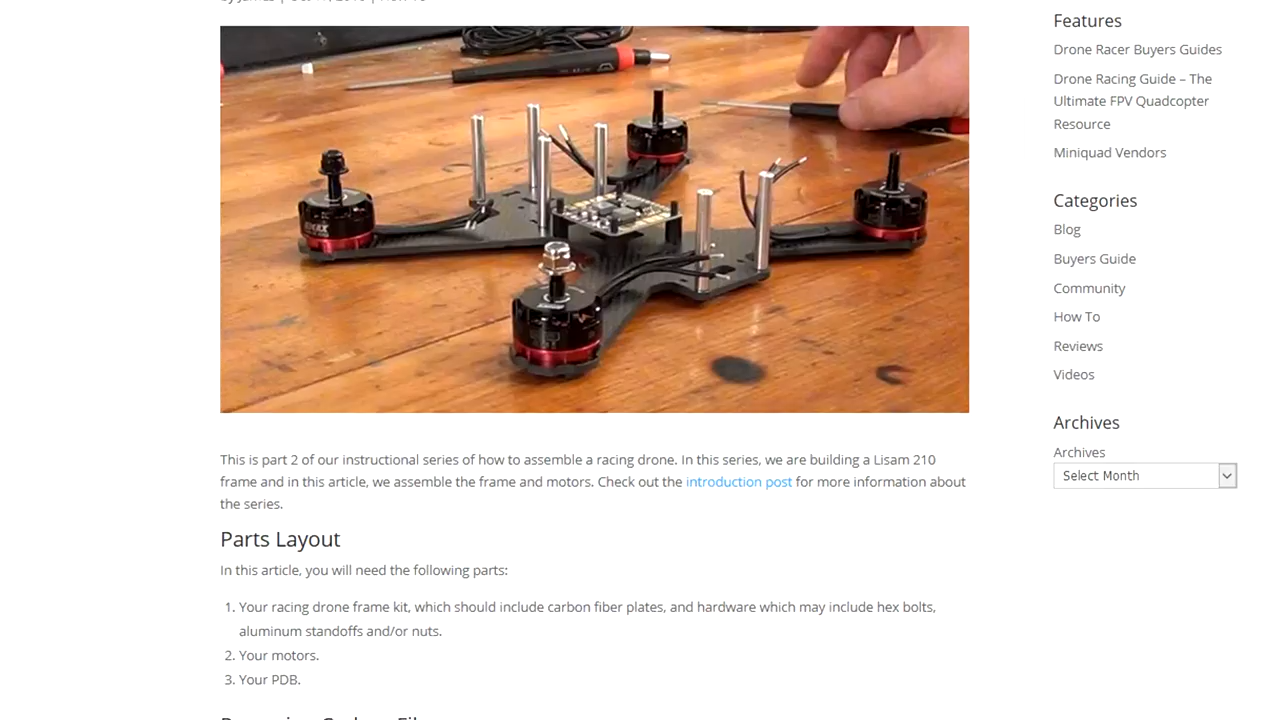 Features
Drone Racer Buyers Guides
Drone Racing Guide – The
Ultimate FPV Quadcopter
Resource
Miniquad Vendors
Categories
Blog
Buyers Guide
Community
How To
Reviews
Videos
Archives
Archives
Select Month
This is part 2 of our instructional series of how to assemble a racing drone. In this series, we are building a Lisam 210
frame and in this article, we assemble the frame and motors. Check out the introduction post for more information about
the series.
Parts Layout
In this article, you will need the following parts:
1. Your racing drone frame kit, which should include carbon fiber plates, and hardware which may include hex bolts,
aluminum standoffs and/or nuts.
2. Your motors.
3. Your PDB.